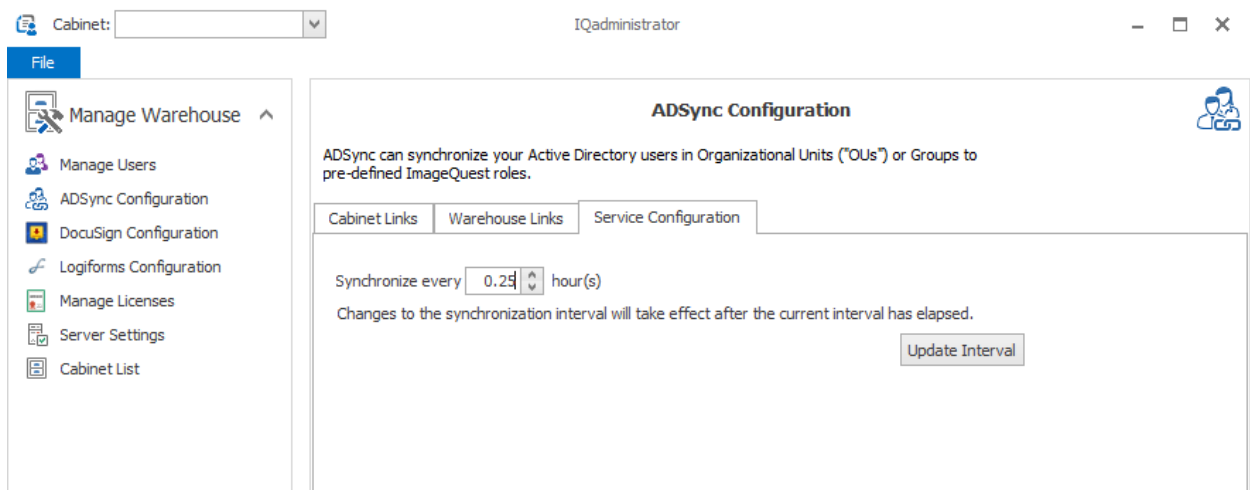 Cabinet:
IQadministrator
File
Manage Warehouse
Manage Users
ADSync Configuration
DocuSign Configuration
Logiforms Configuration
Manage Licenses
Server Settings
Cabinet List
ADSync Configuration
ADSync can synchronize your Active Directory users in Organizational Units ("OUs") or Groups to
pre-defined ImageQuest roles.
Cabinet Links
Warehouse Links
Service Configuration
Synchronize every 0.25 hour(s)
Changes to the synchronization interval will take effect after the current interval has elapsed.
Update Interval